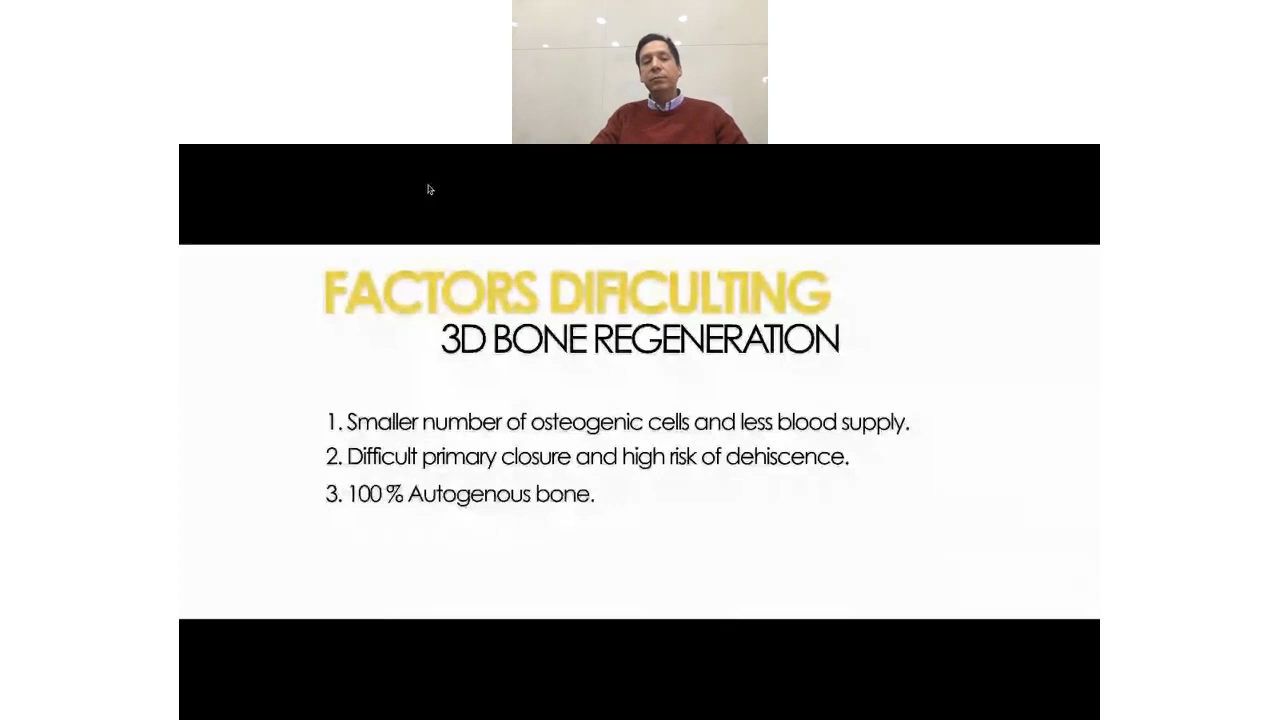 FACTORS DIFICULTING
3D BONE REGENERATION
1. Smaller number of osteogenic cells and less blood supply.
2. Difficult primary closure and high risk of dehiscence.
3. 100 % Autogenous bone.